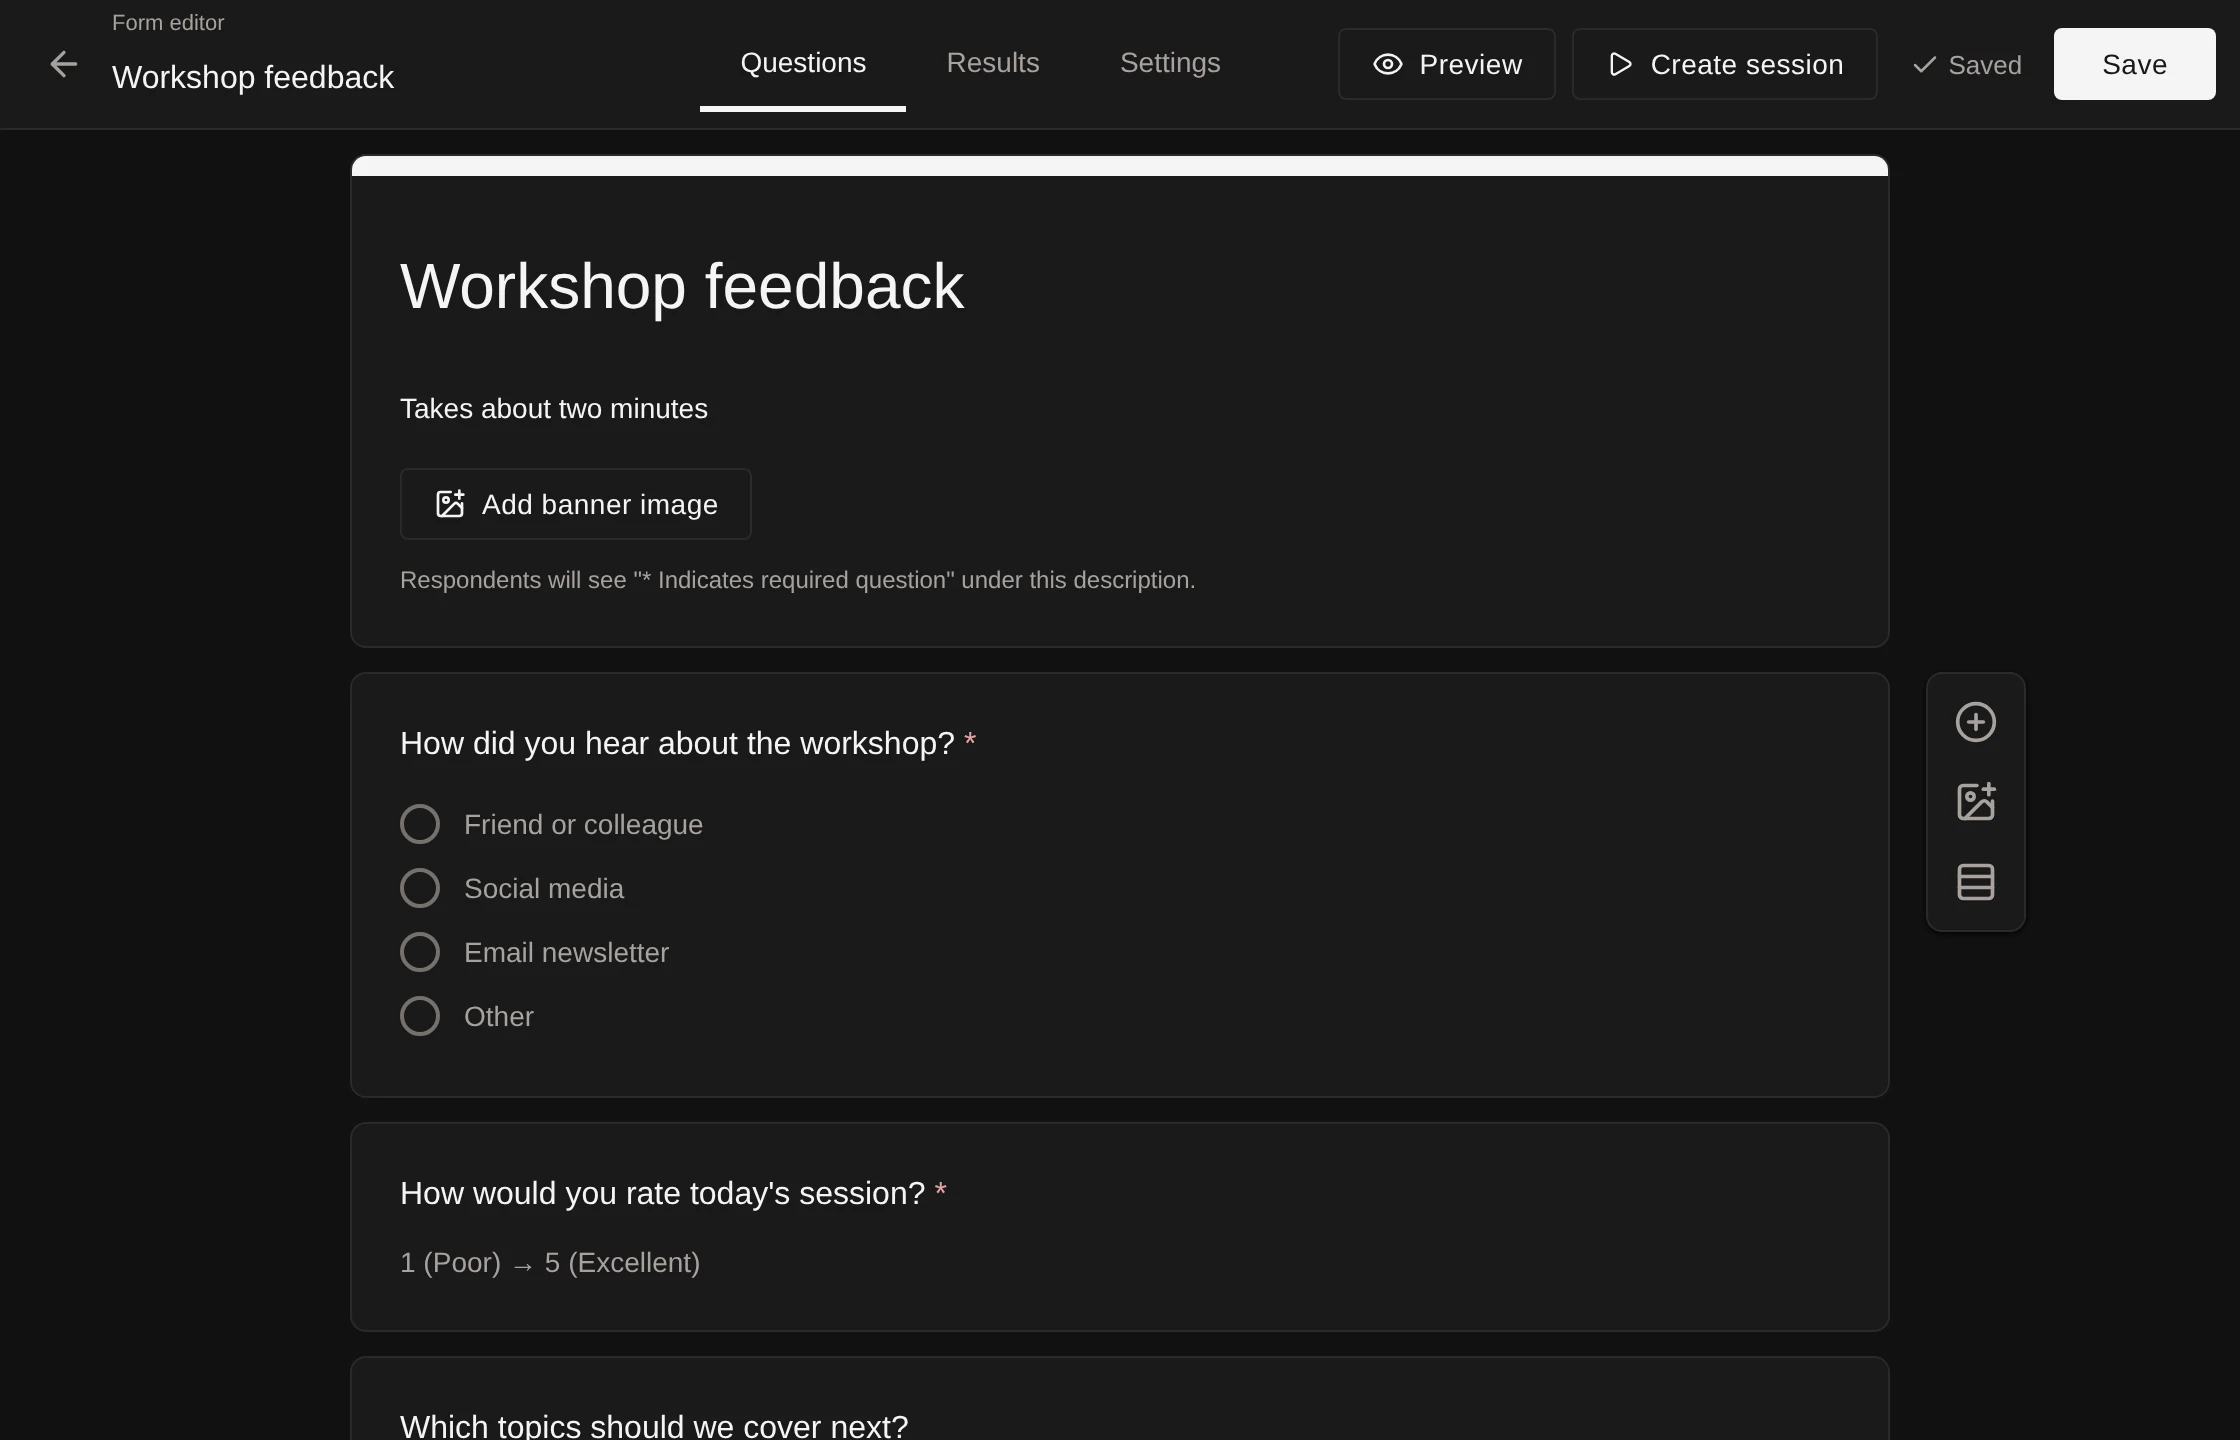 Form editor
Workshop feedback
Questions
Results
Settings
Preview
Create session
Saved
Save
Workshop feedback
Takes about two minutes
Add banner image
Respondents will see "* Indicates required question" under this description.
How did you hear about the workshop? *
Friend or colleague
Social media
Email newsletter
Other
How would you rate today's session? *
1 (Poor) → 5 (Excellent)
Which topics should we cover next?